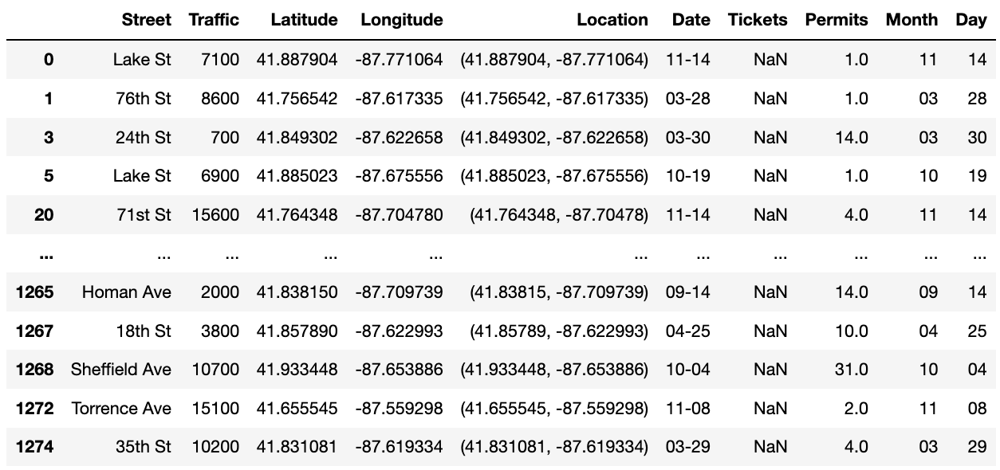 Street Traffic Latitude Longitude Location Date Tickets Permits Month Day
0 Lake St 7100 41.887904 -87.771064 (41.887904, -87.771064) 11-14 NaN 1.0 11 14
1 76th St 8600 41.756542 -87.617335 (41.756542, -87.617335) 03-28 NaN 1.0 03 28
3 24th St 700 41.849302 -87.622658 (41.849302, -87.622658) 03-30 NaN 14.0 03 30
5 Lake St 6900 41.885023 -87.675556 (41.885023, -87.675556) 10-19 NaN 1.0 10 19
20 71st St 15600 41.764348 -87.704780 (41.764348, -87.70478) 11-14 NaN 4.0 11 14
... ... ... ... ... ... ... ... ... ... ...
1265 Homan Ave 2000 41.838150 -87.709739 (41.83815, -87.709739) 09-14 NaN 14.0 09 14
1267 18th St 3800 41.857890 -87.622993 (41.85789, -87.622993) 04-25 NaN 10.0 04 25
1268 Sheffield Ave 10700 41.933448 -87.653886 (41.933448, -87.653886) 10-04 NaN 31.0 10 04
1272 Torrence Ave 15100 41.655545 -87.559298 (41.655545, -87.559298) 11-08 NaN 2.0 11 08
1274 35th St 10200 41.831081 -87.619334 (41.831081, -87.619334) 03-29 NaN 4.0 03 29